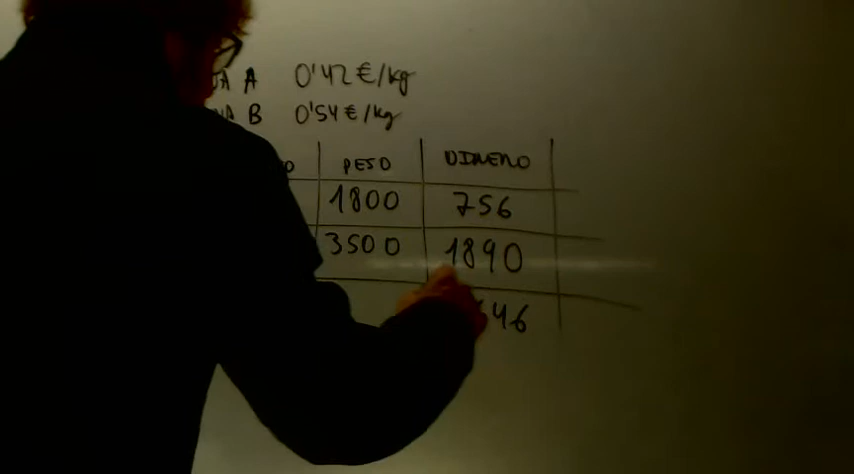 A 0'42 €/kg
B 0'54 €/kg
PESO DINERO
1800 756
3500 1890
46